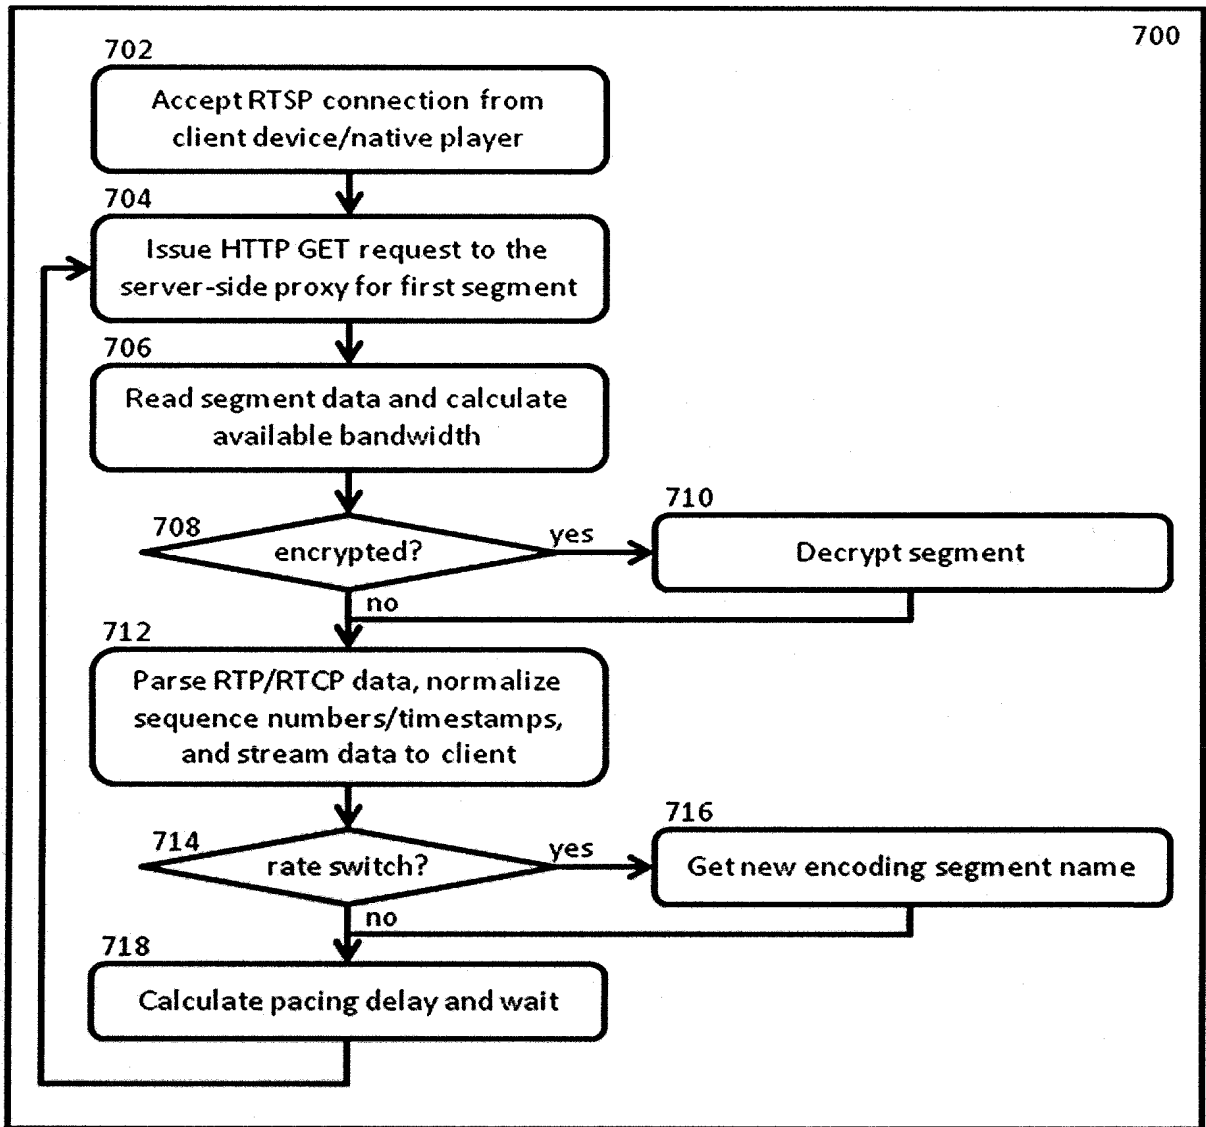 700
702
Accept RTSP connection from
client device/native player
704
Issue HTTP GET request to the
server-side proxy for first segment
706
Read segment data and calculate
available bandwidth
708
encrypted?
yes
710
Decrypt segment
no
712
Parse RTP/RTCP data, normalize
sequence numbers/timestamps,
and stream data to client
714
rate switch?
yes
716
Get new encoding segment name
no
718
Calculate pacing delay and wait